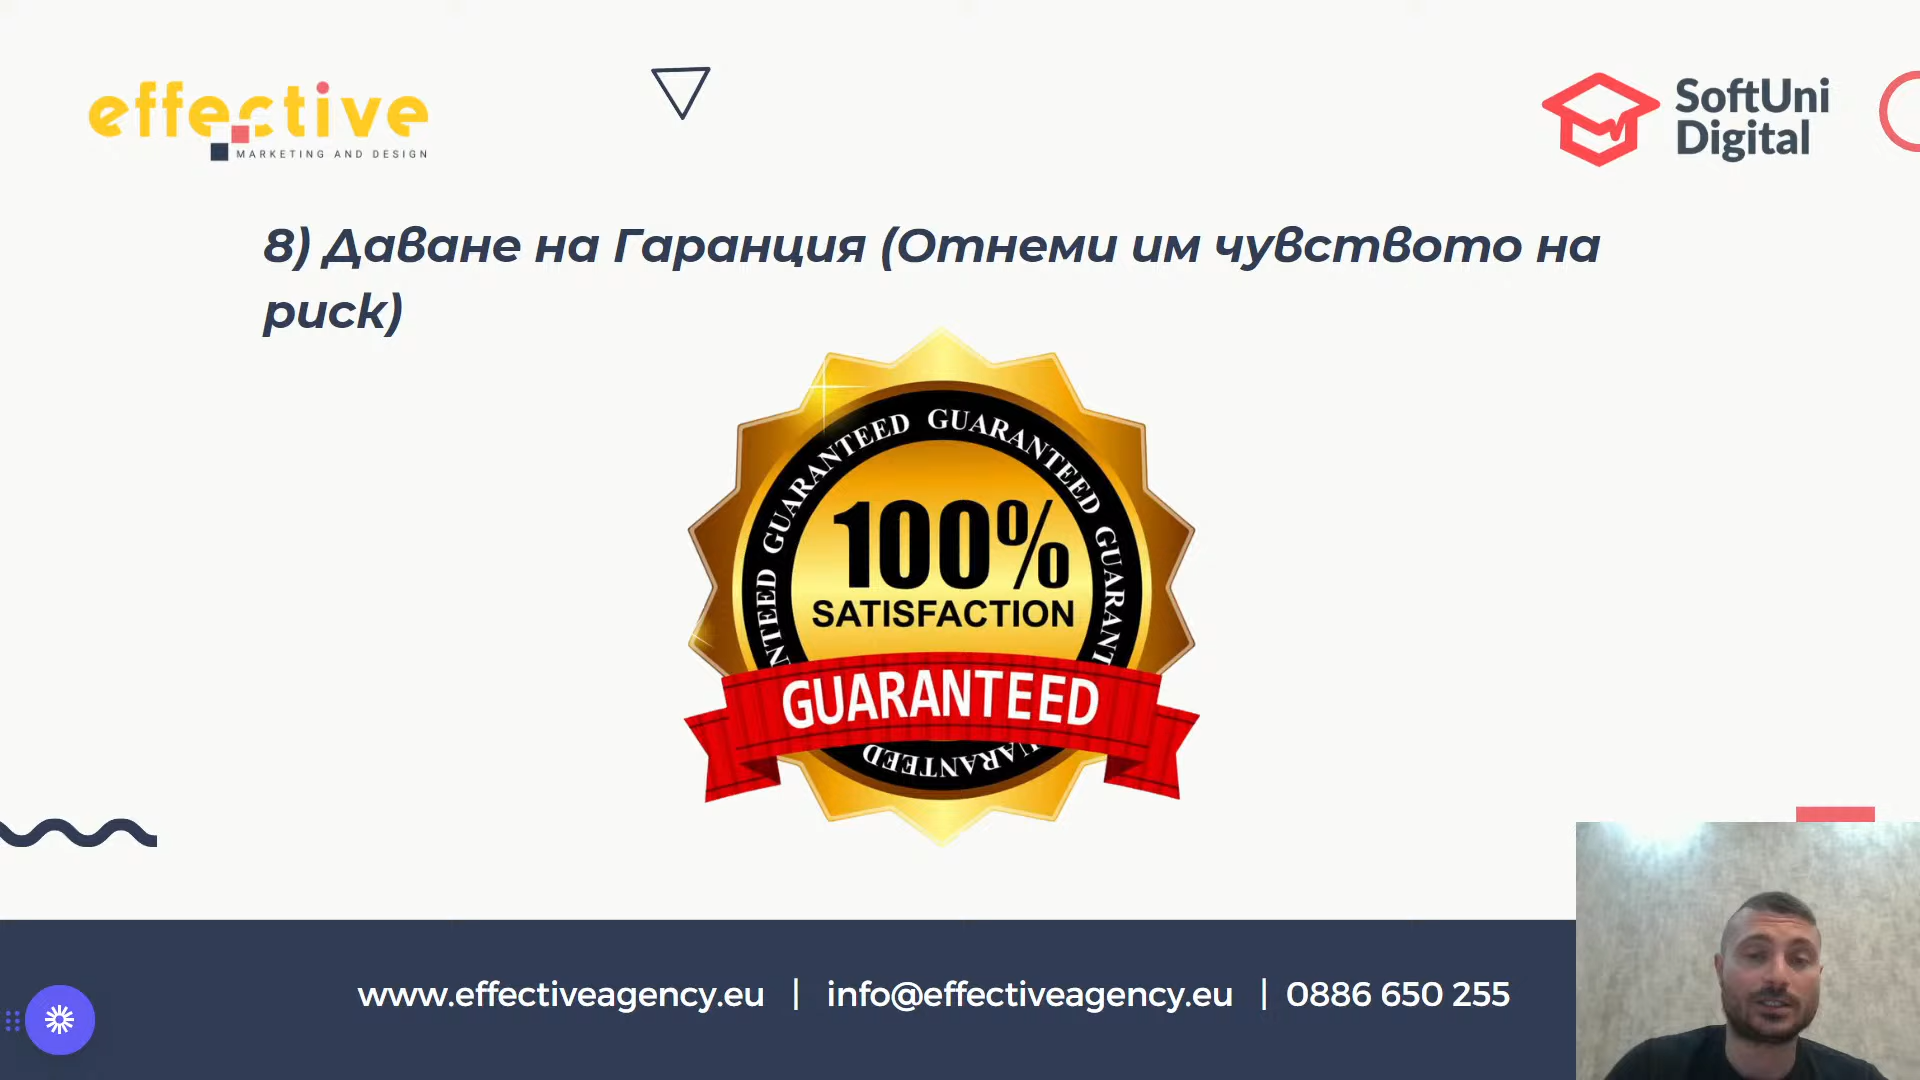 effective
MARKETING AND DESIGN
SoftUni
Digital
8) Даване на Гаранция (Отнеми им чувството на
риск)
GUARANTEED GUARANTEED GUARANTEED
100%
SATISFACTION
GUARANTEED
www.effectiveagency.eu | info@effectiveagency.eu | 0886 650 255